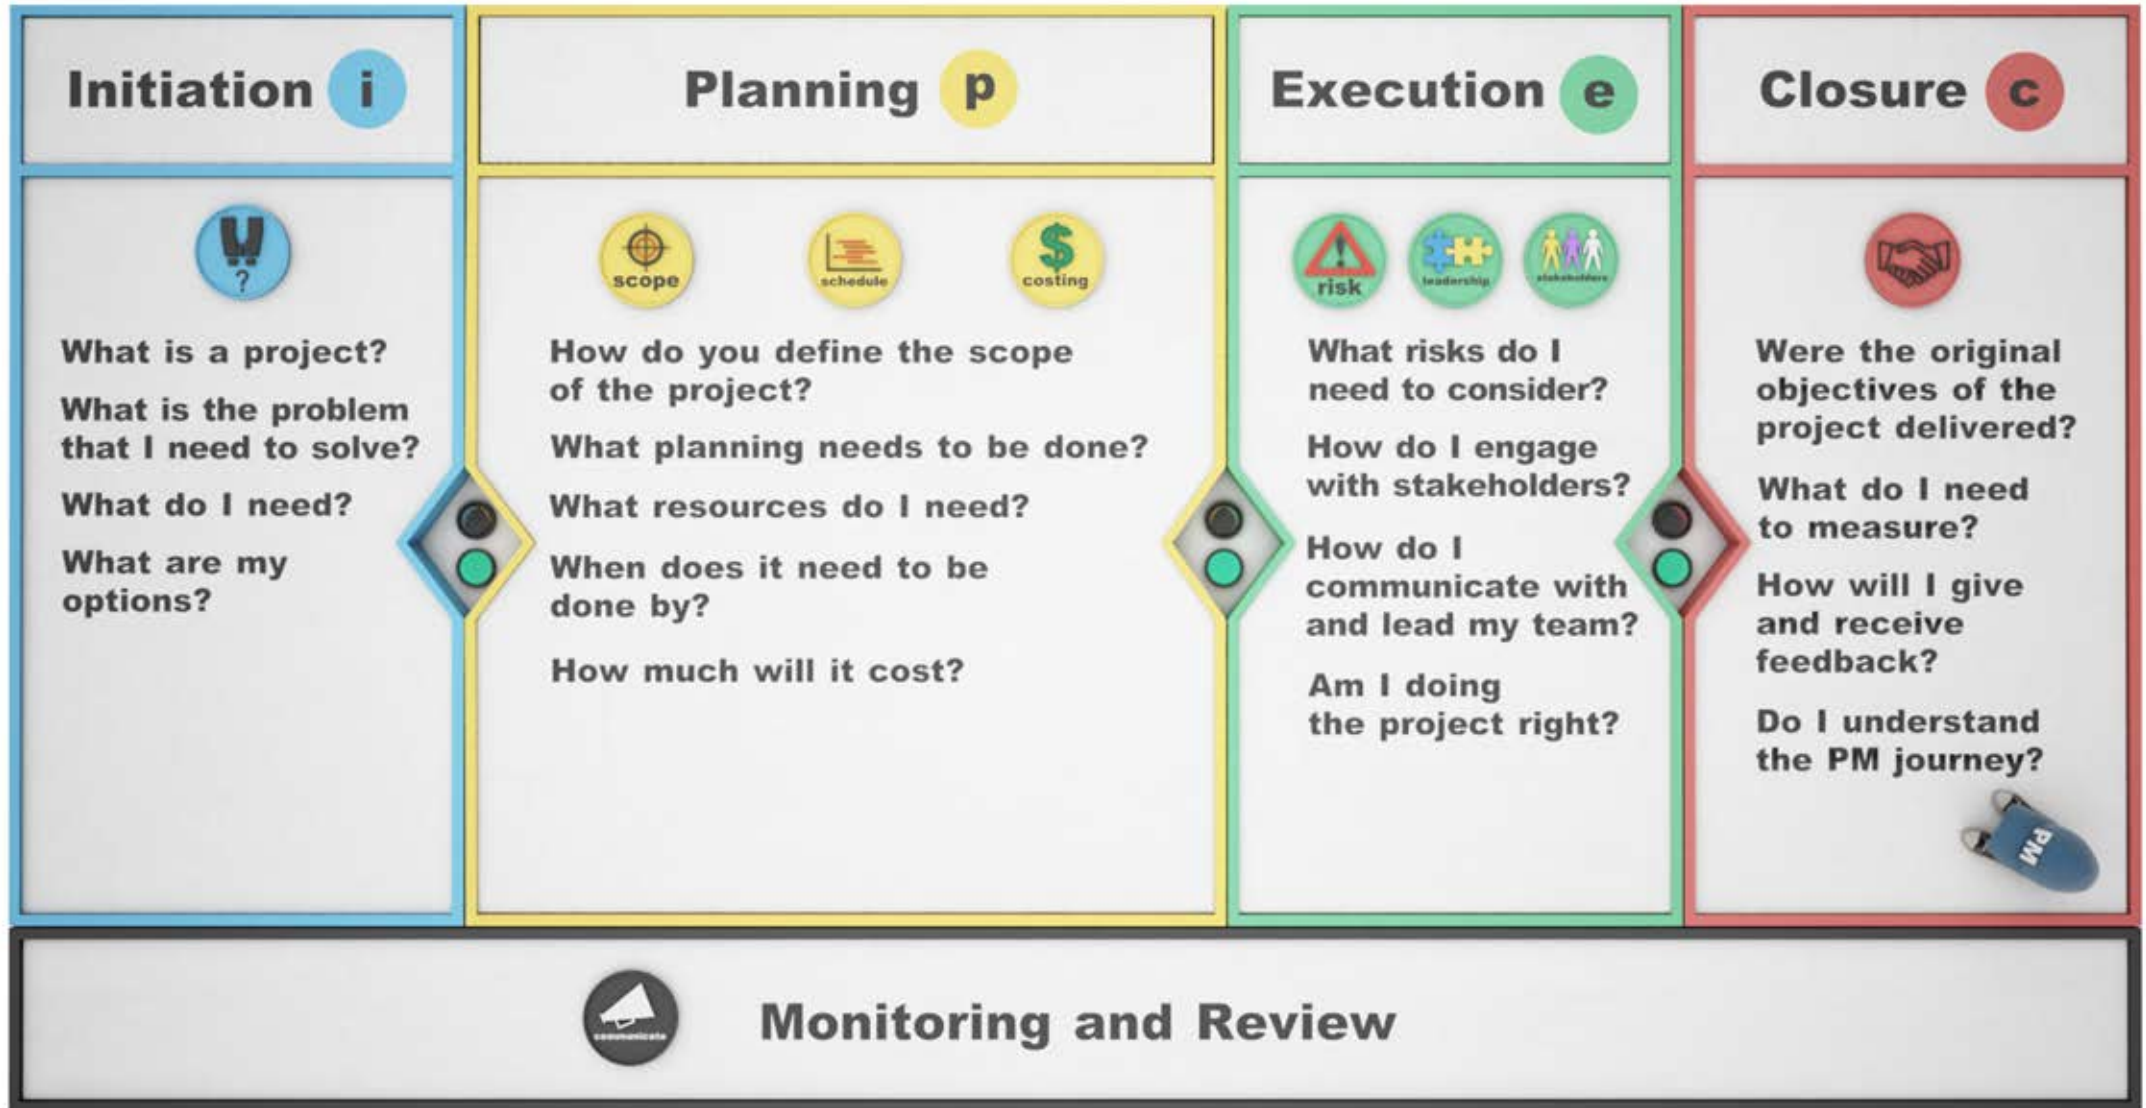 Initiation i
Planning p
Execution e
Closure c
?
What is a project?
What is the problem
that I need to solve?
What do I need?
What are my
options?
scope
schedule
costing
How do you define the scope
of the project?
What planning needs to be done?
What resources do I need?
When does it need to be
done by?
How much will it cost?
risk
leadership
stakeholders
What risks do I
need to consider?
How do I engage
with stakeholders?
How do I
communicate with
and lead my team?
Am I doing
the project right?
Were the original
objectives of the
project delivered?
What do I need
to measure?
How will I give
and receive
feedback?
Do I understand
the PM journey?
PM
communicate
Monitoring and Review